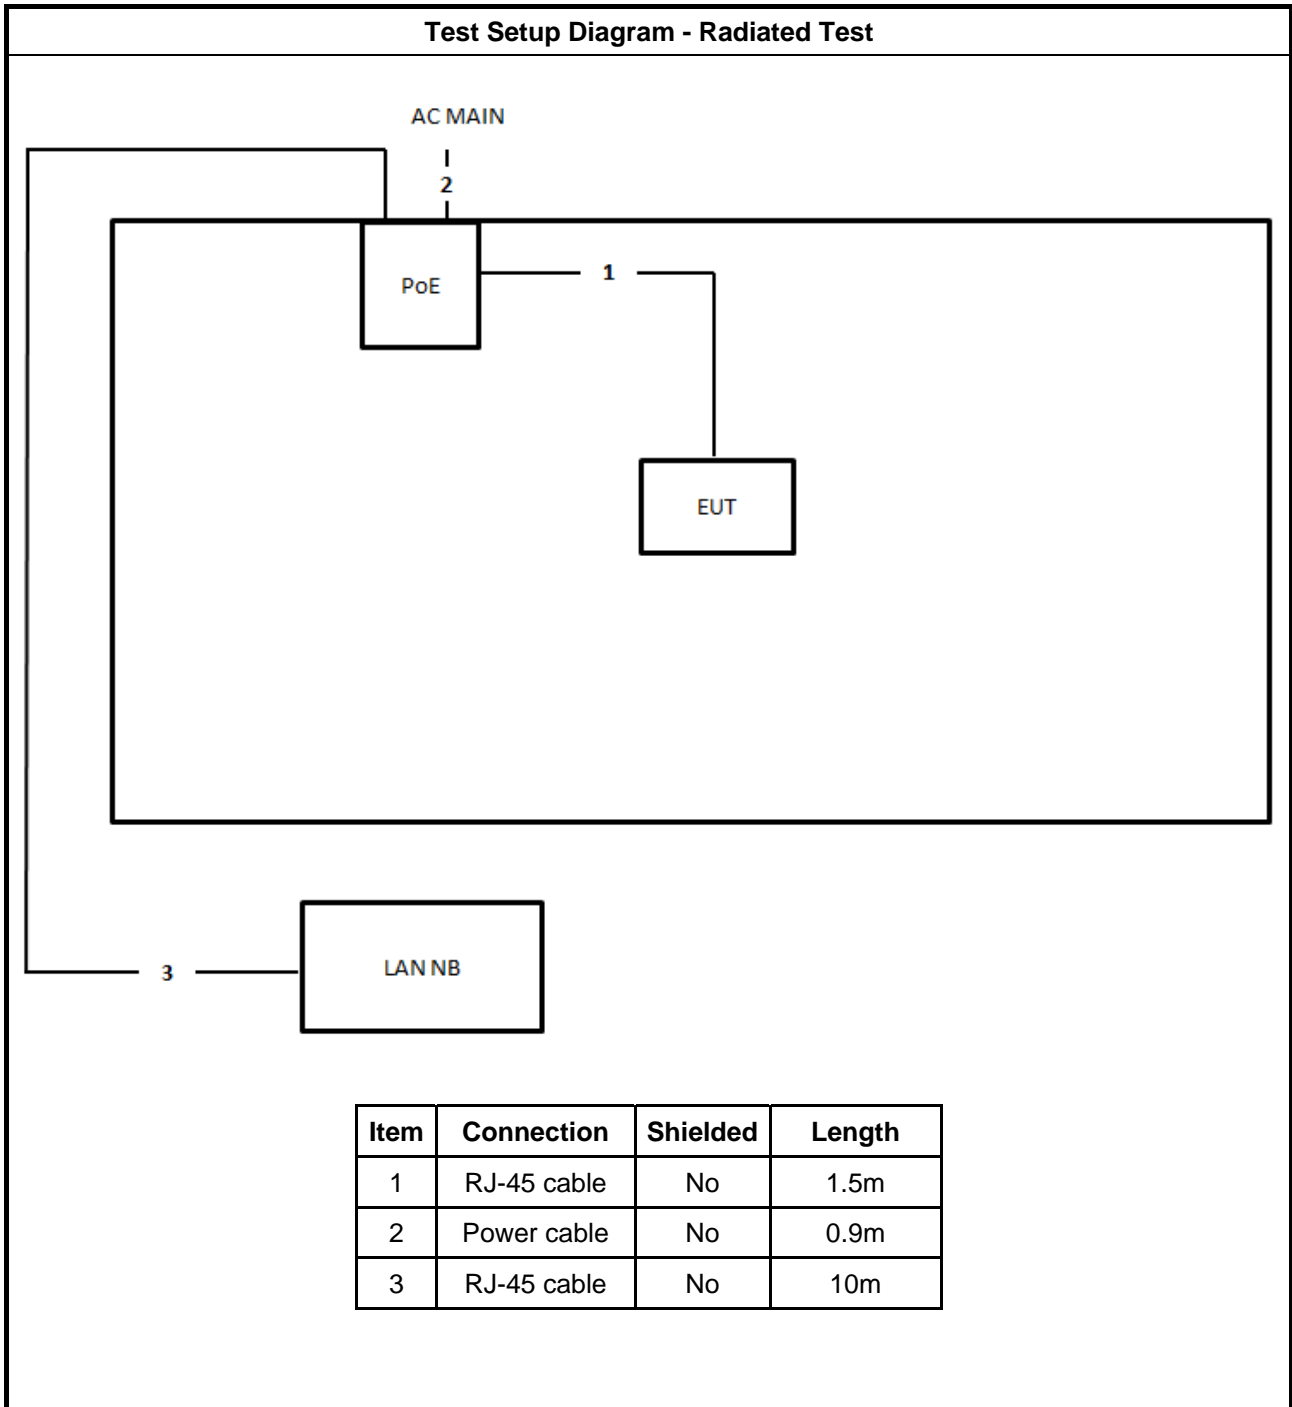 Test Setup Diagram - Radiated Test
AC MAIN
2
PoE
1
EUT
3
LAN NB
Item Connection Shielded Length
1 RJ-45 cable No 1.5m
2 Power cable No 0.9m
3 RJ-45 cable No 10m